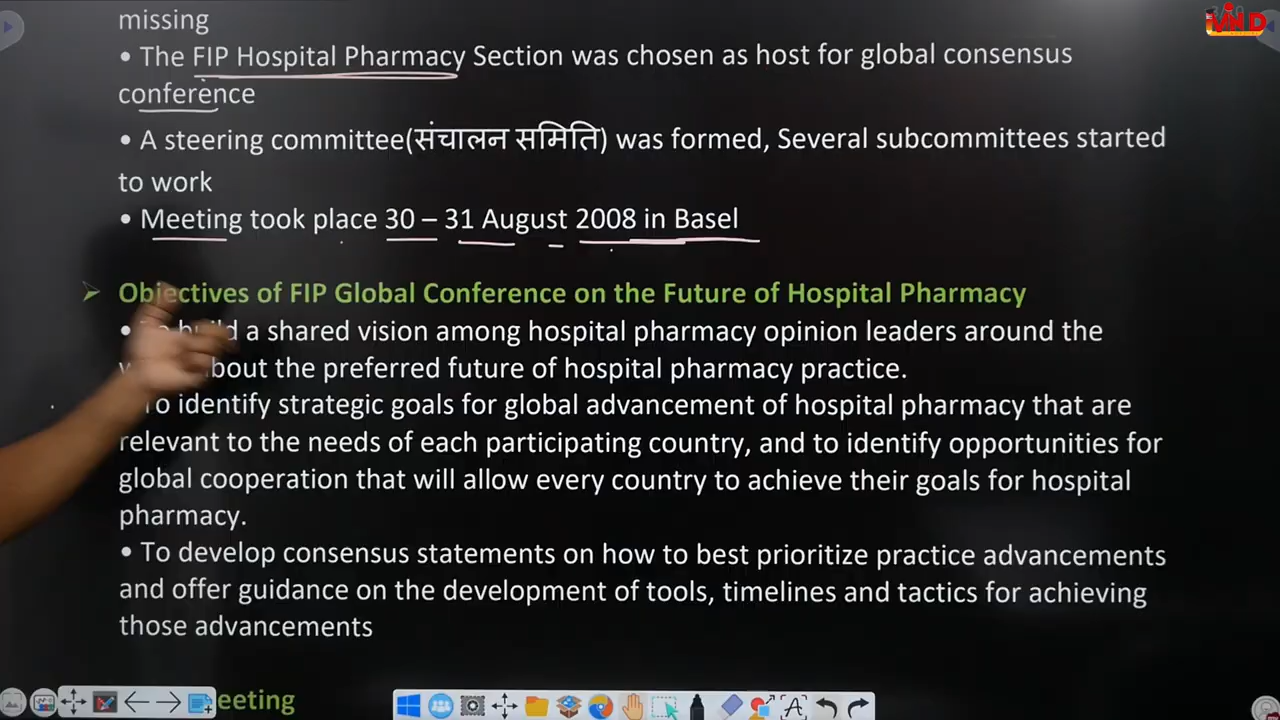 missing
• The FIP Hospital Pharmacy Section was chosen as host for global consensus
conference
• A steering committee(संचालन समिति) was formed, Several subcommittees started
to work
• Meeting took place 30 – 31 August 2008 in Basel
➢ Objectives of FIP Global Conference on the Future of Hospital Pharmacy
• a shared vision among hospital pharmacy opinion leaders around the
about the preferred future of hospital pharmacy practice.
To identify strategic goals for global advancement of hospital pharmacy that are
relevant to the needs of each participating country, and to identify opportunities for
global cooperation that will allow every country to achieve their goals for hospital
pharmacy.
• To develop consensus statements on how to best prioritize practice advancements
and offer guidance on the development of tools, timelines and tactics for achieving
those advancements
eeting